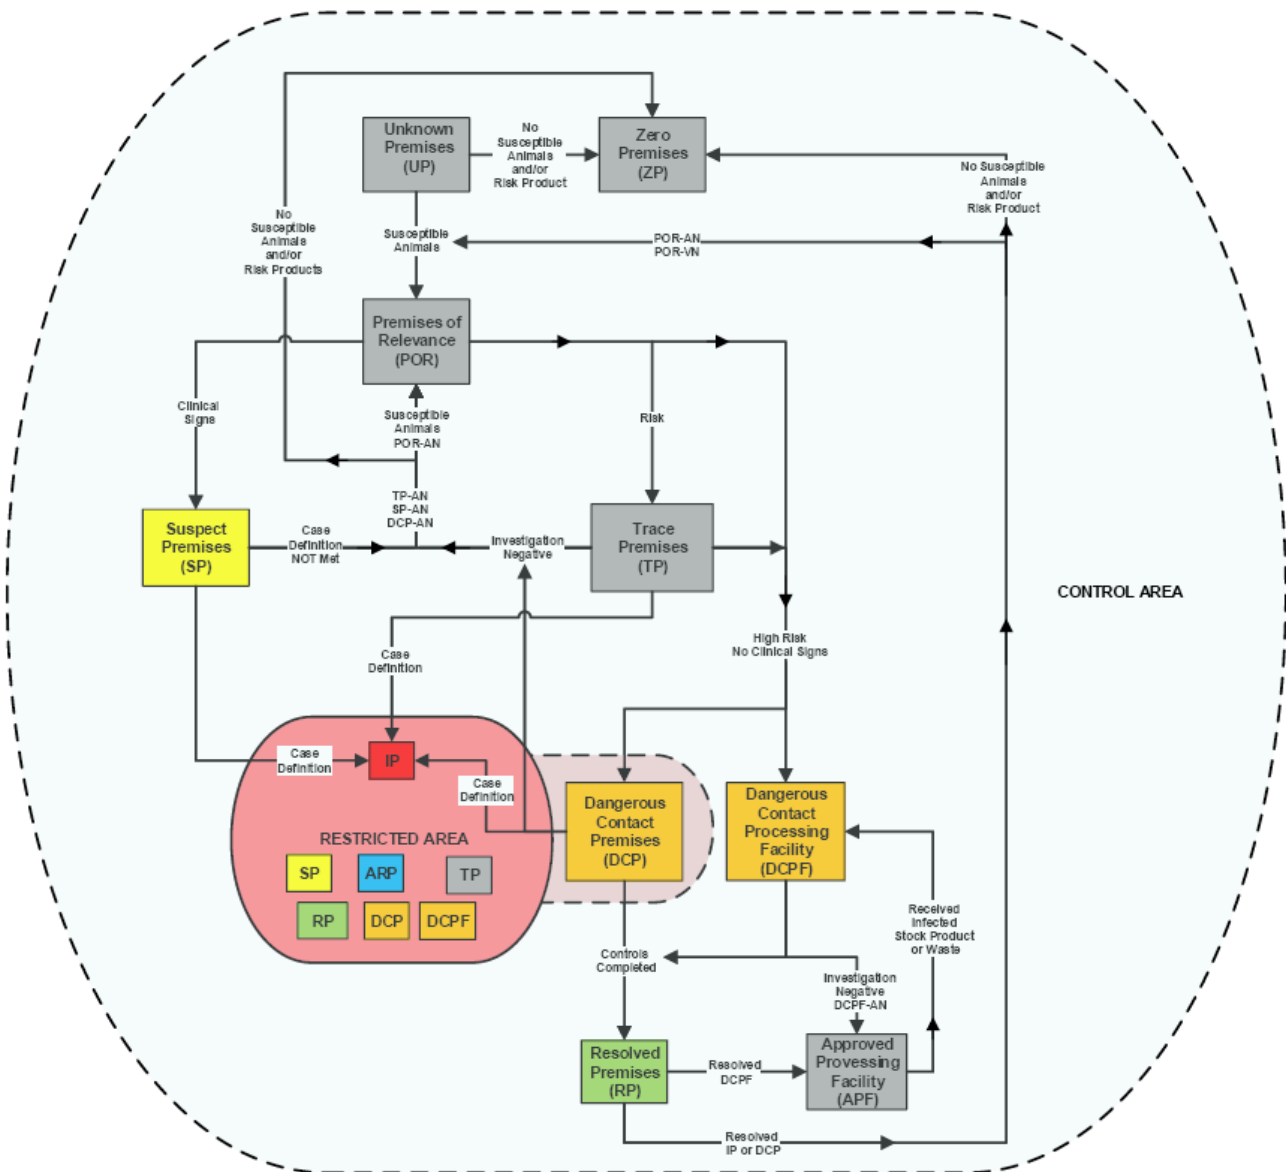 Unknown
Premises
(UP)
No
Susceptible
Animals
and/or
Risk Product
Zero
Premises
(ZP)
No Susceptible
Animals
and/or
Risk Product
No
Susceptible
Animals
and/or
Risk Products
Susceptible
Animals
POR-AN
POR-VN
Premises of
Relevance
(POR)
Clinical
Signs
Susceptible
Animals
POR-AN
Risk
TP-AN
SP-AN
DCP-AN
Suspect
Premises
(SP)
Case
Definition
NOT Met
Investigation
Negative
Trace
Premises
(TP)
CONTROL AREA
High Risk
No Clinical Signs
Case
Definition
Case
Definition
IP
Case
Definition
RESTRICTED AREA
SP
ARP
TP
RP
DCP
DCPF
Dangerous
Contact
Premises
(DCP)
Dangerous
Contact
Processing
Facility
(DCPF)
Received
Infected
Stock Product
or Waste
Controls
Completed
Investigation
Negative
DCPF-AN
Resolved
Premises
(RP)
Resolved
DCPF
Approved
Provessing
Facility
(APF)
Resolved
IP or DCP